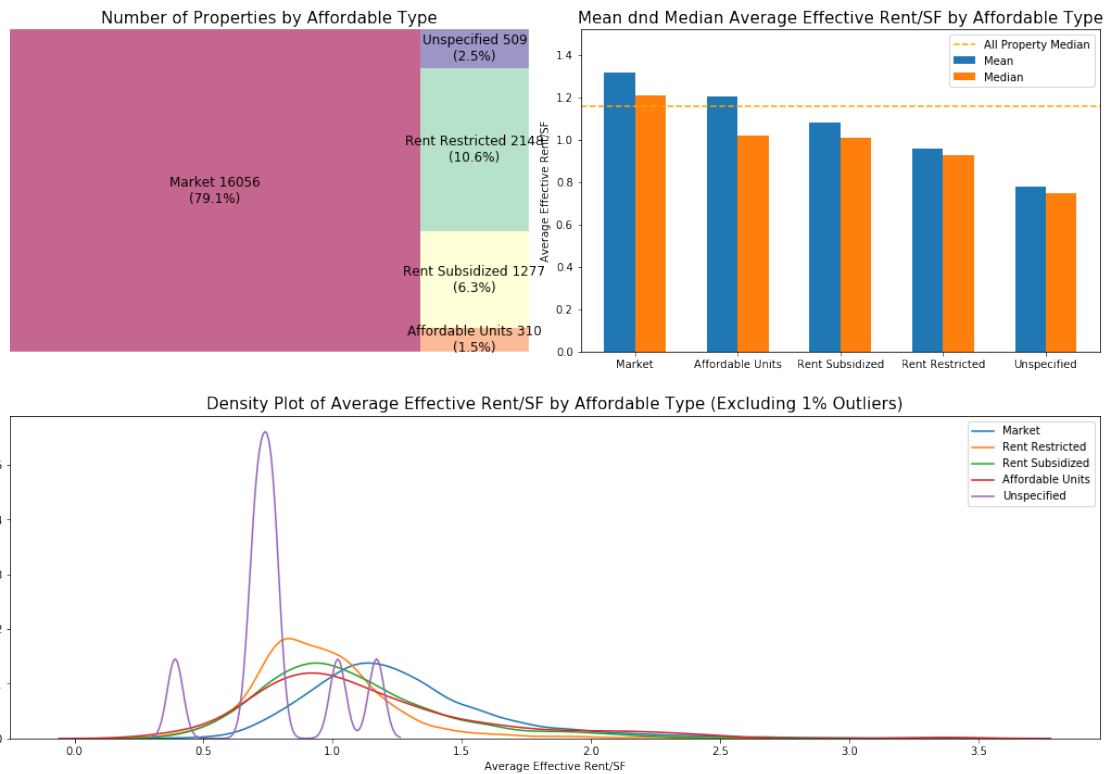 Number of Properties by Affordable Type
Unspecified 509
(2.5%)
Rent Restricted 2148
(10.6%)
Market 16056
(79.1%)
Rent Subsidized 1277
(6.3%)
Affordable Units 310
(1.5%)
Mean dnd Median Average Effective Rent/SF by Affordable Type
All Property Median
Mean
Median
Average Effective Rent/SF
1.4
1.2
1.0
0.8
0.6
0.4
0.2
0.0
Market Affordable Units Rent Subsidized Rent Restricted Unspecified
Density Plot of Average Effective Rent/SF by Affordable Type (Excluding 1% Outliers)
Market
Rent Restricted
Rent Subsidized
Affordable Units
Unspecified
0.0 0.5 1.0 1.5 2.0 2.5 3.0 3.5
Average Effective Rent/SF